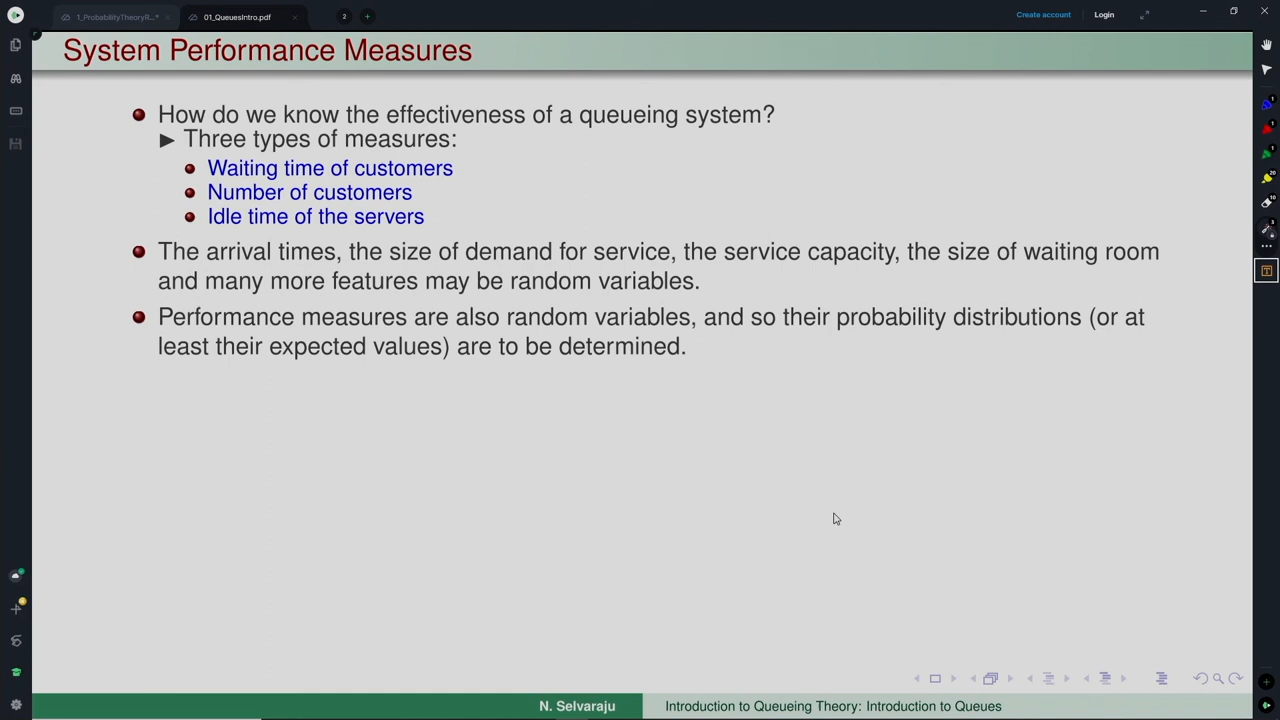 1_ProbabilityTheoryR...*
01_QueuesIntro.pdf
2
Create account
Login
System Performance Measures
How do we know the effectiveness of a queueing system?
Three types of measures:
Waiting time of customers
Number of customers
Idle time of the servers
The arrival times, the size of demand for service, the service capacity, the size of waiting room
and many more features may be random variables.
Performance measures are also random variables, and so their probability distributions (or at
least their expected values) are to be determined.
N. Selvaraju
Introduction to Queueing Theory: Introduction to Queues